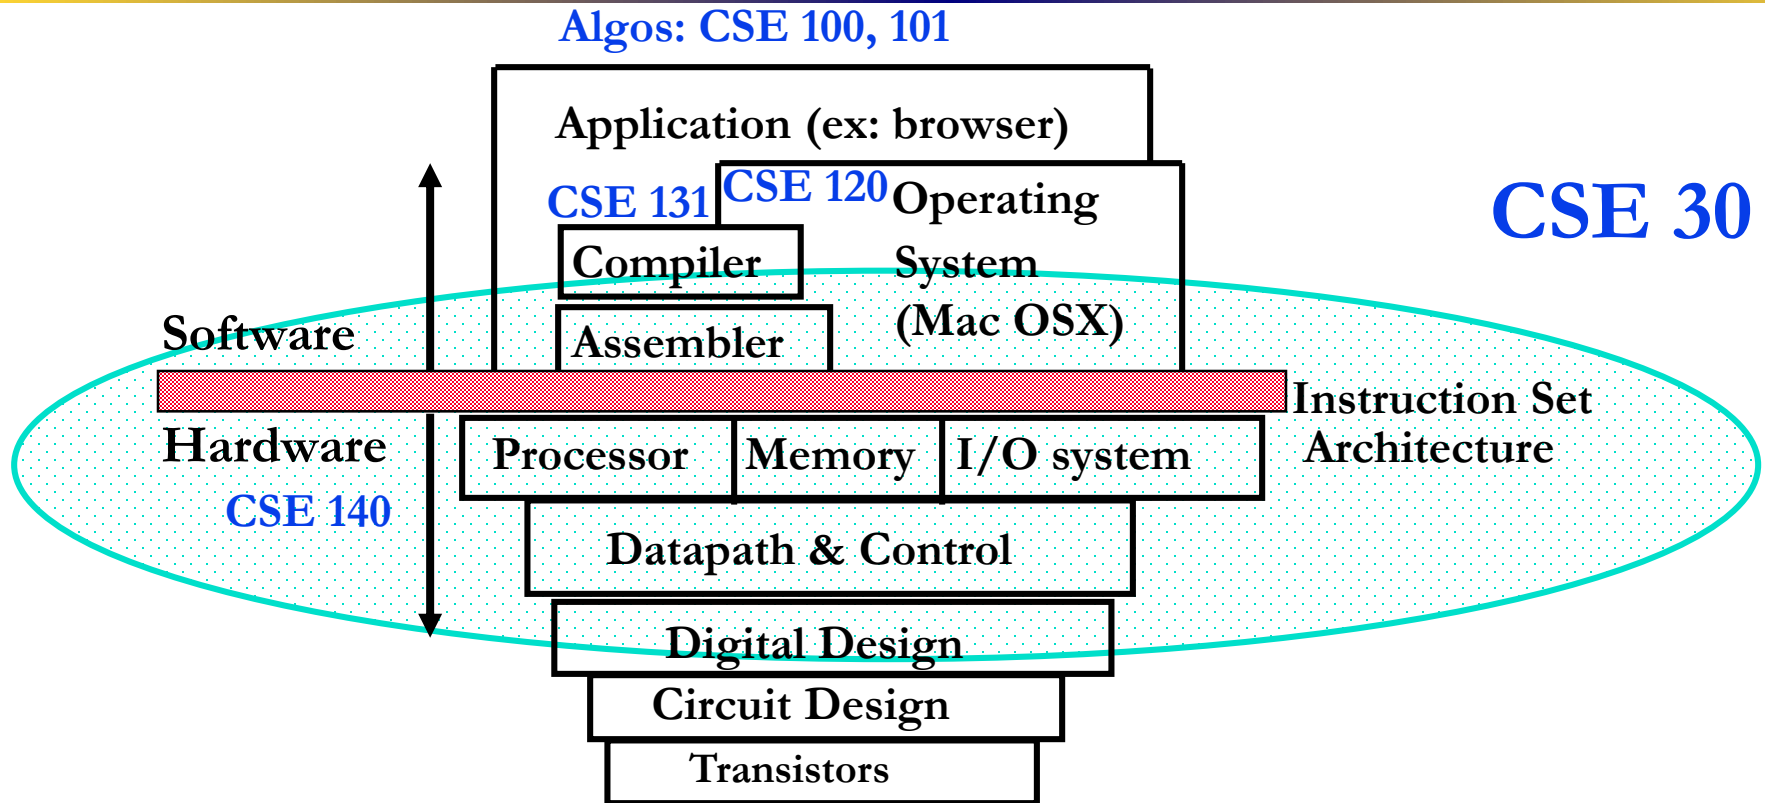 Algos: CSE 100, 101
Application (ex: browser)
CSE 131
CSE 120
Operating
System
(Mac OSX)
CSE 30
Compiler
Assembler
Software
Instruction Set
Architecture
Hardware
CSE 140
Processor
Memory
I/O system
Datapath & Control
Digital Design
Circuit Design
Transistors